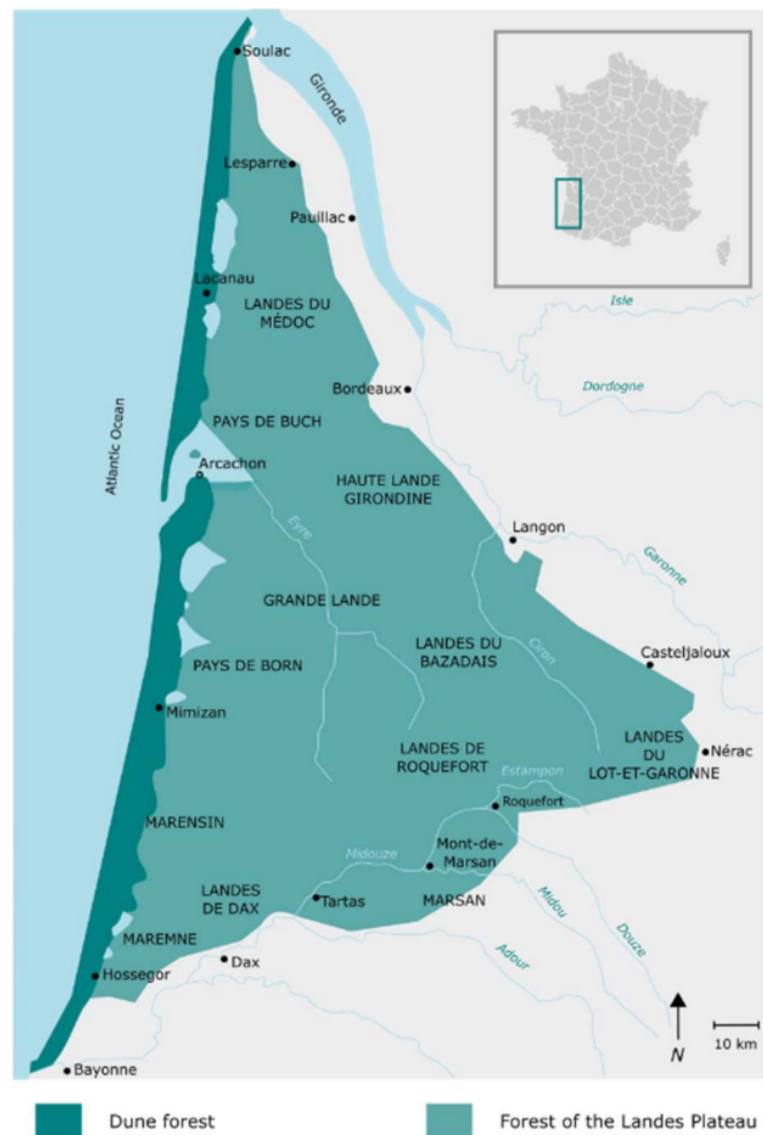 Soulac
Gironde
Lesparre
Pauillac
Isle
Lacanau
LANDES DU
MÉDOC
Dordogne
Bordeaux
PAYS DE BUCH
Atlantic Ocean
Arcachon
HAUTE LANDE
GIRONDINE
Eyre
Langon
Garonne
GRANDE LANDE
LANDES DU
BAZADAIS
Ciron
Casteljaloux
PAYS DE BORN
Mimizan
LANDES DE
ROQUEFORT
LANDES
DU
LOT-ET-GARONNE
Nérac
Estampon
Roquefort
MARENSIN
Mont-de-
Marsan
Midouze
LANDES
DE DAX
Tartas
MARSAN
Midou
Douze
MAREMNE
Dax
Adour
Hossegor
N
10 km
Bayonne
Dune forest
Forest of the Landes Plateau